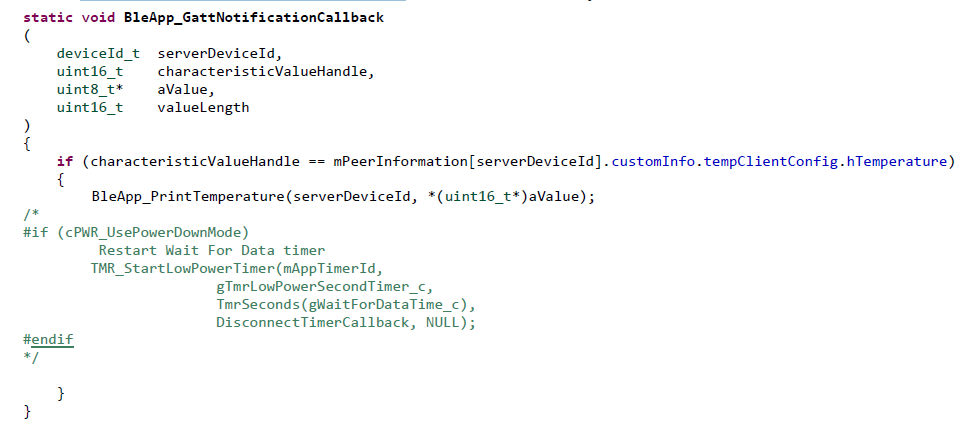 static void BleApp_GattNotificationCallback
(
    deviceId_t  serverDeviceId,
    uint16_t    characteristicValueHandle,
    uint8_t*    aValue,
    uint16_t    valueLength
)
{
    if (characteristicValueHandle == mPeerInformation[serverDeviceId].customInfo.tempClientConfig.hTemperature)
    {
        BleApp_PrintTemperature(serverDeviceId, *(uint16_t*)aValue);
/*
#if (cPWR_UsePowerDownMode)
         Restart Wait For Data timer
        TMR_StartLowPowerTimer(mAppTimerId,
                       gTmrLowPowerSecondTimer_c,
                       TmrSeconds(gWaitForDataTime_c),
                       DisconnectTimerCallback, NULL);
#endif
*/
    }
}